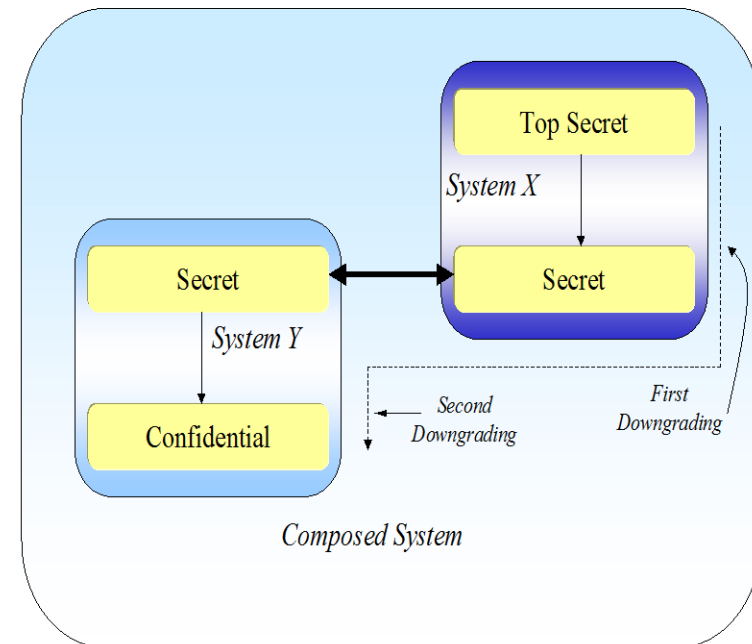 Top Secret
System X
Secret
Secret
System Y
Confidential
Second
Downgrading
First
Downgrading
Composed System